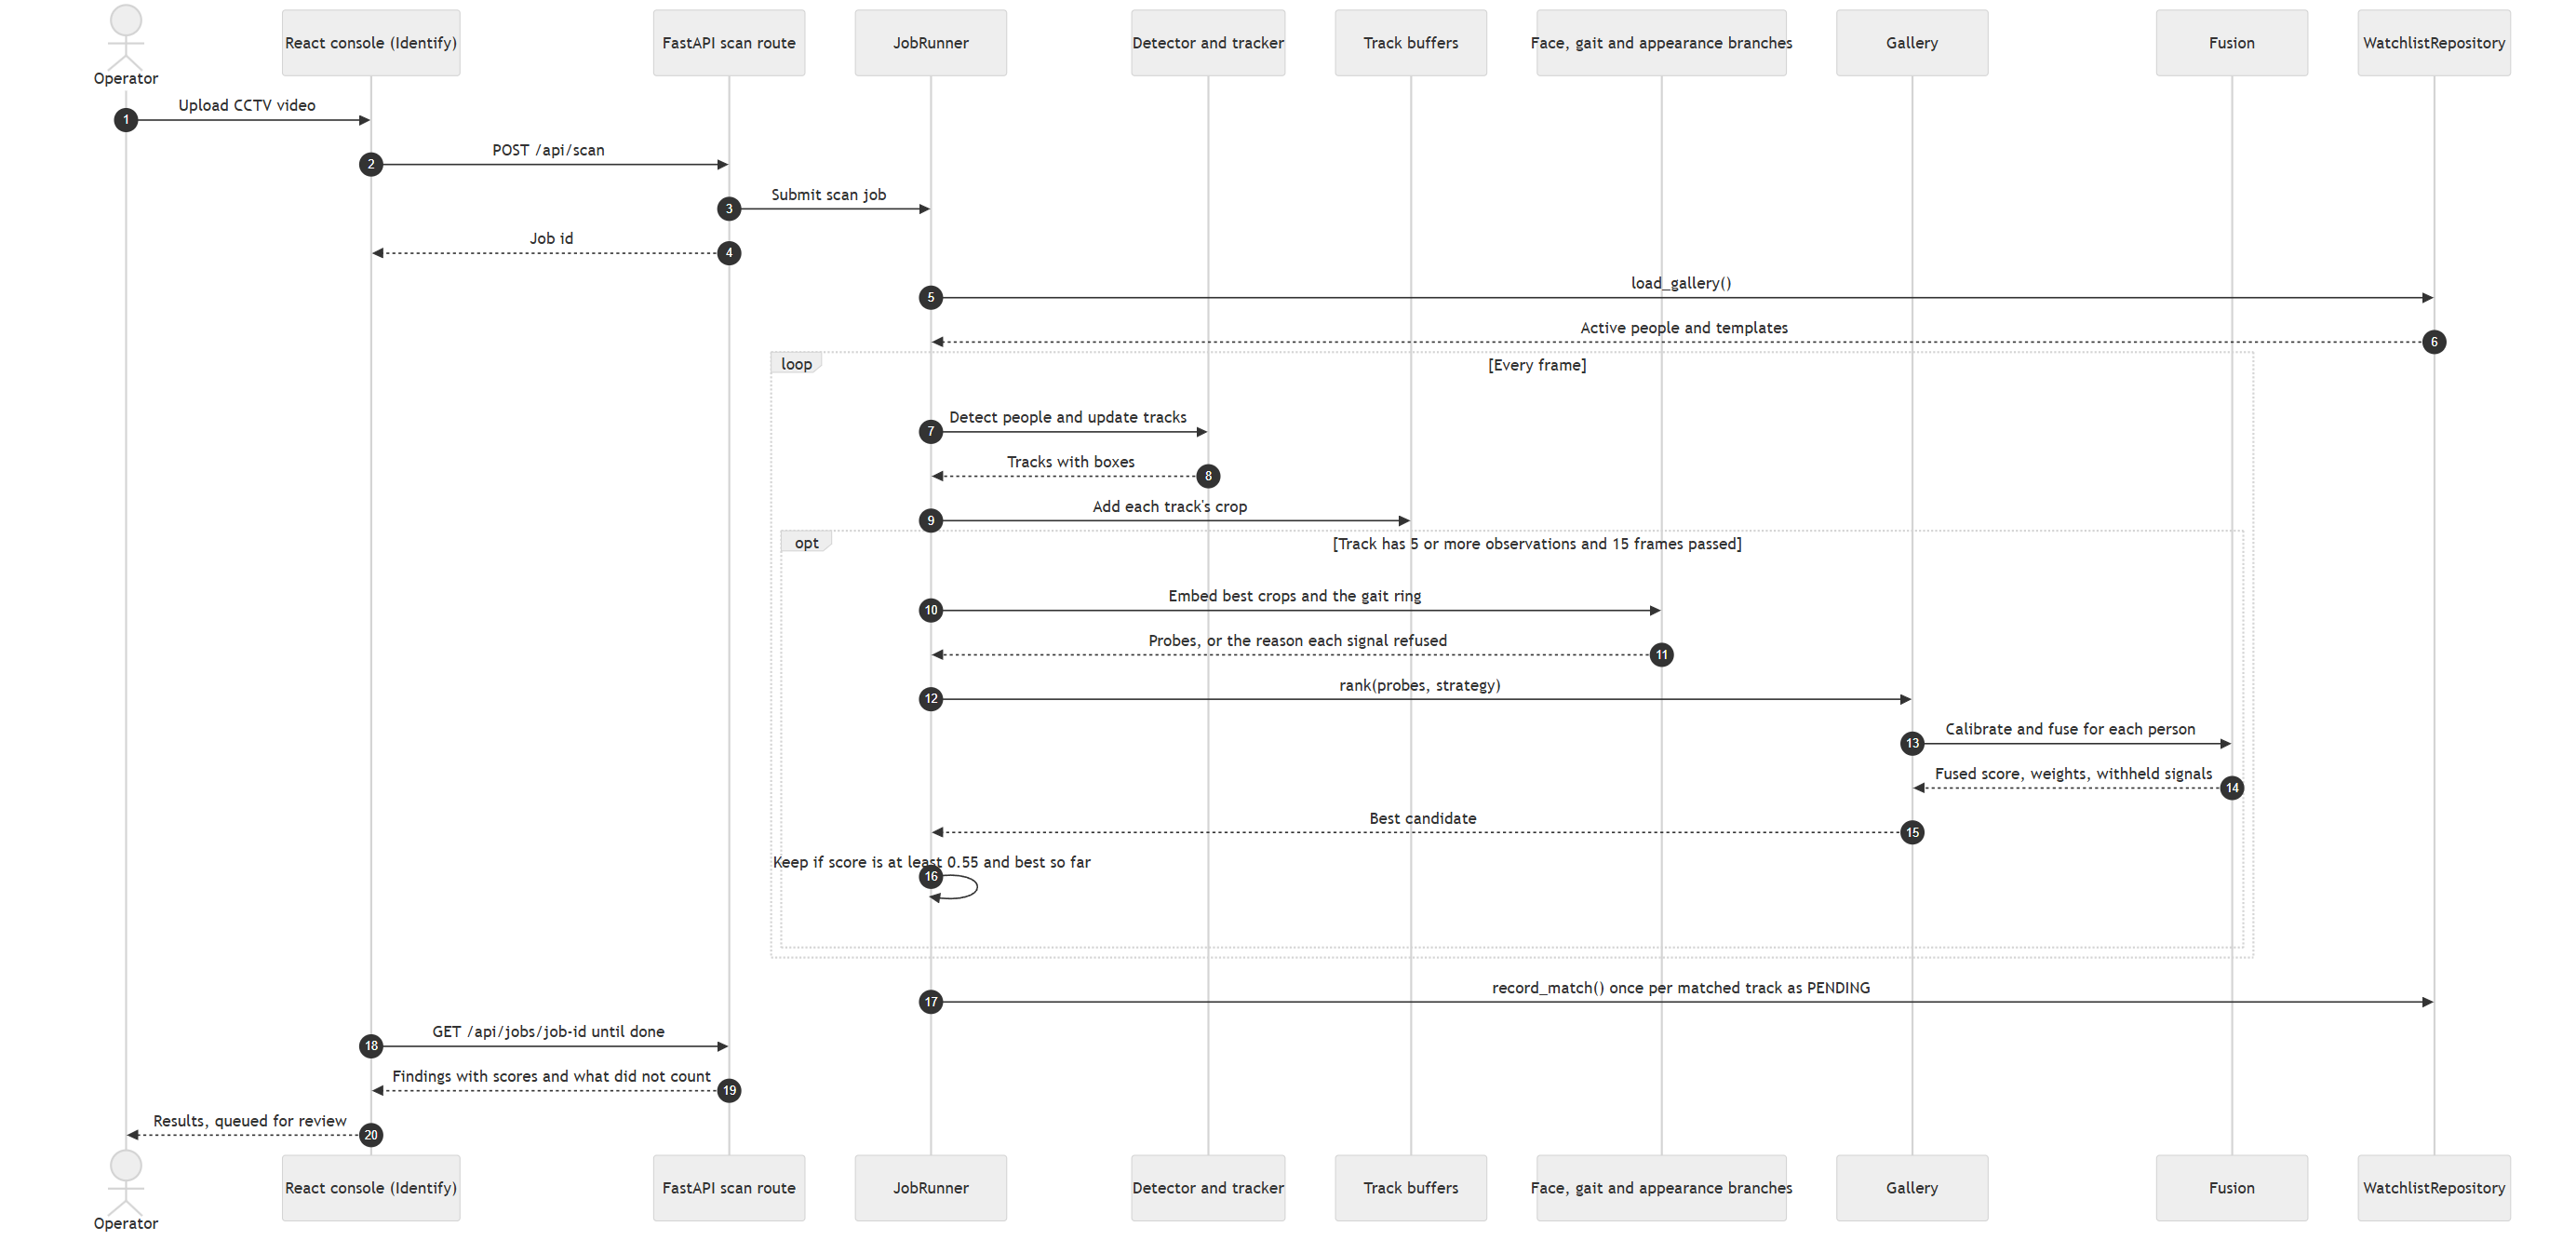 Operator
React console (Identify)
FastAPI scan route
JobRunner
Detector and tracker
Track buffers
Face, gait and appearance branches
Gallery
Fusion
WatchlistRepository
Upload CCTV video
1
POST /api/scan
2
Submit scan job
3
Job id
4
load_gallery()
5
Active people and templates
6
loop
[Every frame]
Detect people and update tracks
7
Tracks with boxes
8
Add each track's crop
9
opt
[Track has 5 or more observations and 15 frames passed]
Embed best crops and the gait ring
10
Probes, or the reason each signal refused
11
rank(probes, strategy)
12
Calibrate and fuse for each person
13
Fused score, weights, withheld signals
14
Best candidate
15
Keep if score is at least 0.55 and best so far
16
record_match() once per matched track as PENDING
17
GET /api/jobs/job-id until done
18
Findings with scores and what did not count
19
Results, queued for review
20
Operator
React console (Identify)
FastAPI scan route
JobRunner
Detector and tracker
Track buffers
Face, gait and appearance branches
Gallery
Fusion
WatchlistRepository